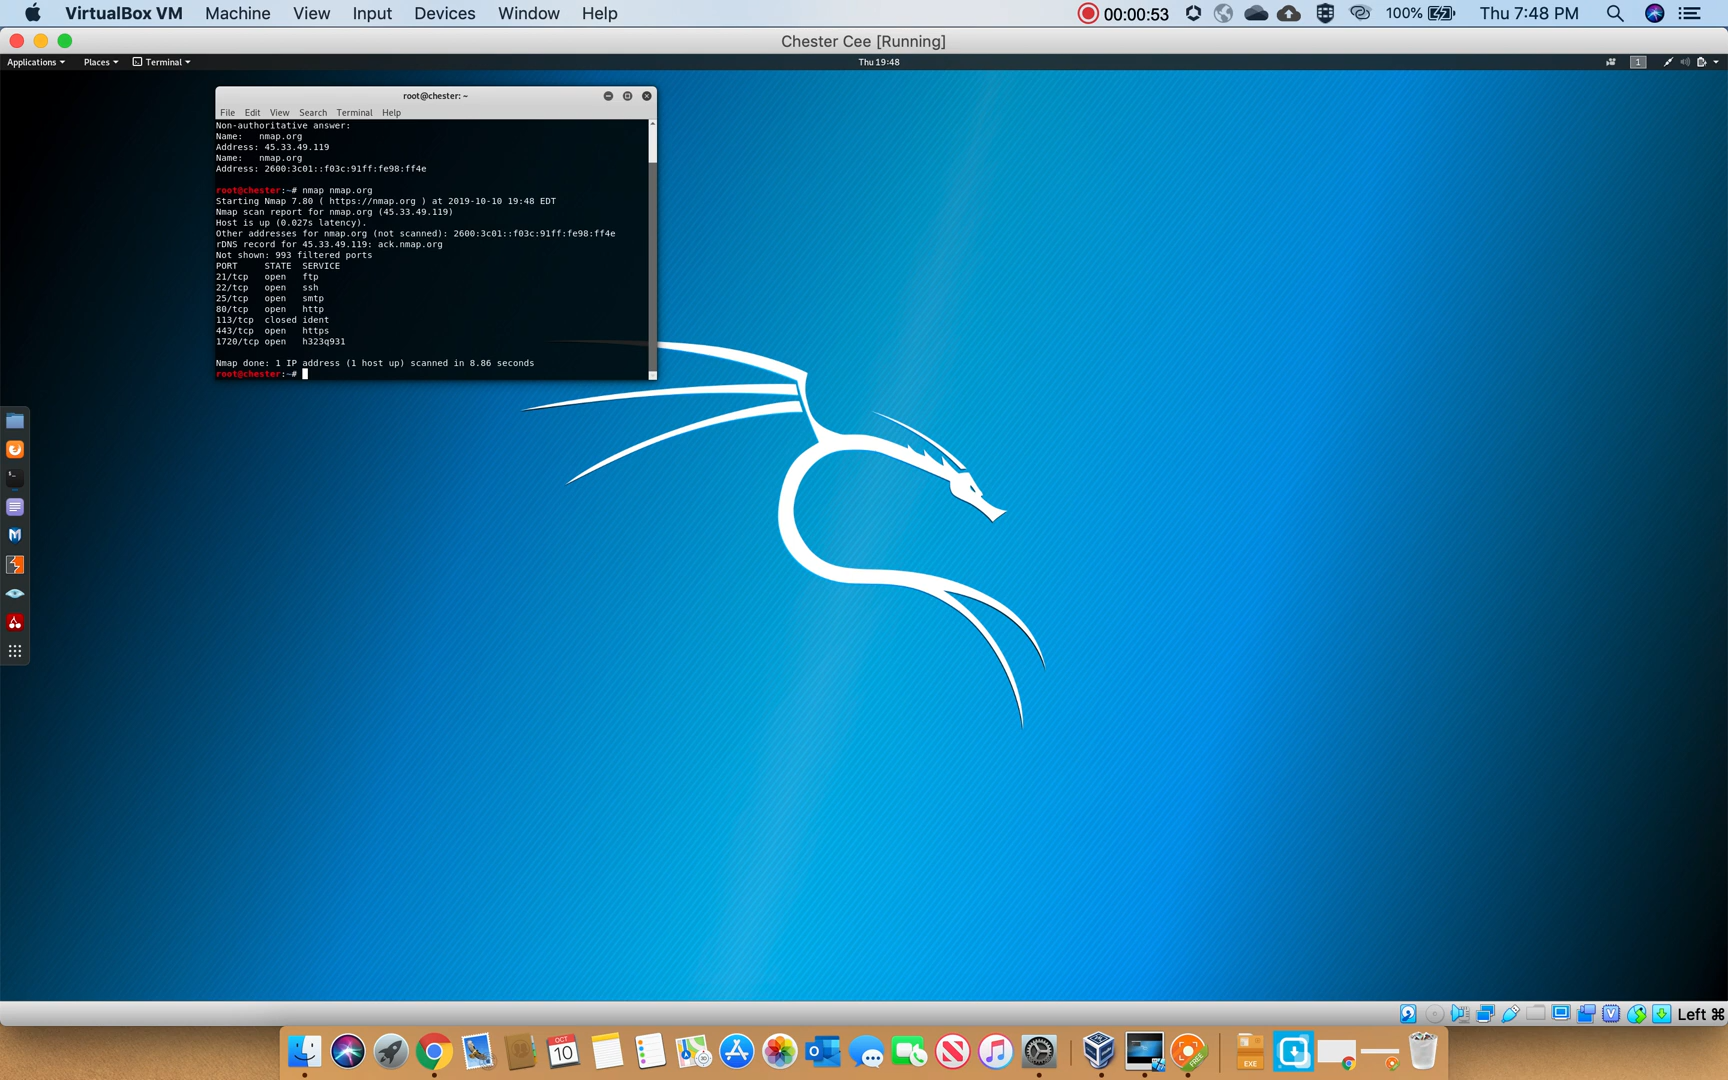 VirtualBox VM Machine View Input Devices Window Help 00:00:53 100% Thu 7:48 PM
Chester Cee [Running]
Applications Places Terminal Thu 19:48 1
root@chester: ~
File Edit View Search Terminal Help
Non-authoritative answer:
Name: nmap.org
Address: 45.33.49.119
Name: nmap.org
Address: 2600:3c01::f03c:91ff:fe98:ff4e
root@chester:~# nmap nmap.org
Starting Nmap 7.80 ( https://nmap.org ) at 2019-10-10 19:48 EDT
Nmap scan report for nmap.org (45.33.49.119)
Host is up (0.027s latency).
Other addresses for nmap.org (not scanned): 2600:3c01::f03c:91ff:fe98:ff4e
rDNS record for 45.33.49.119: ack.nmap.org
Not shown: 993 filtered ports
PORT STATE SERVICE
21/tcp open ftp
22/tcp open ssh
25/tcp open smtp
80/tcp open http
113/tcp closed ident
443/tcp open https
1720/tcp open h323q931
Nmap done: 1 IP address (1 host up) scanned in 8.86 seconds
root@chester:~#
Left ⌘
OCT
10
FREE
EXE